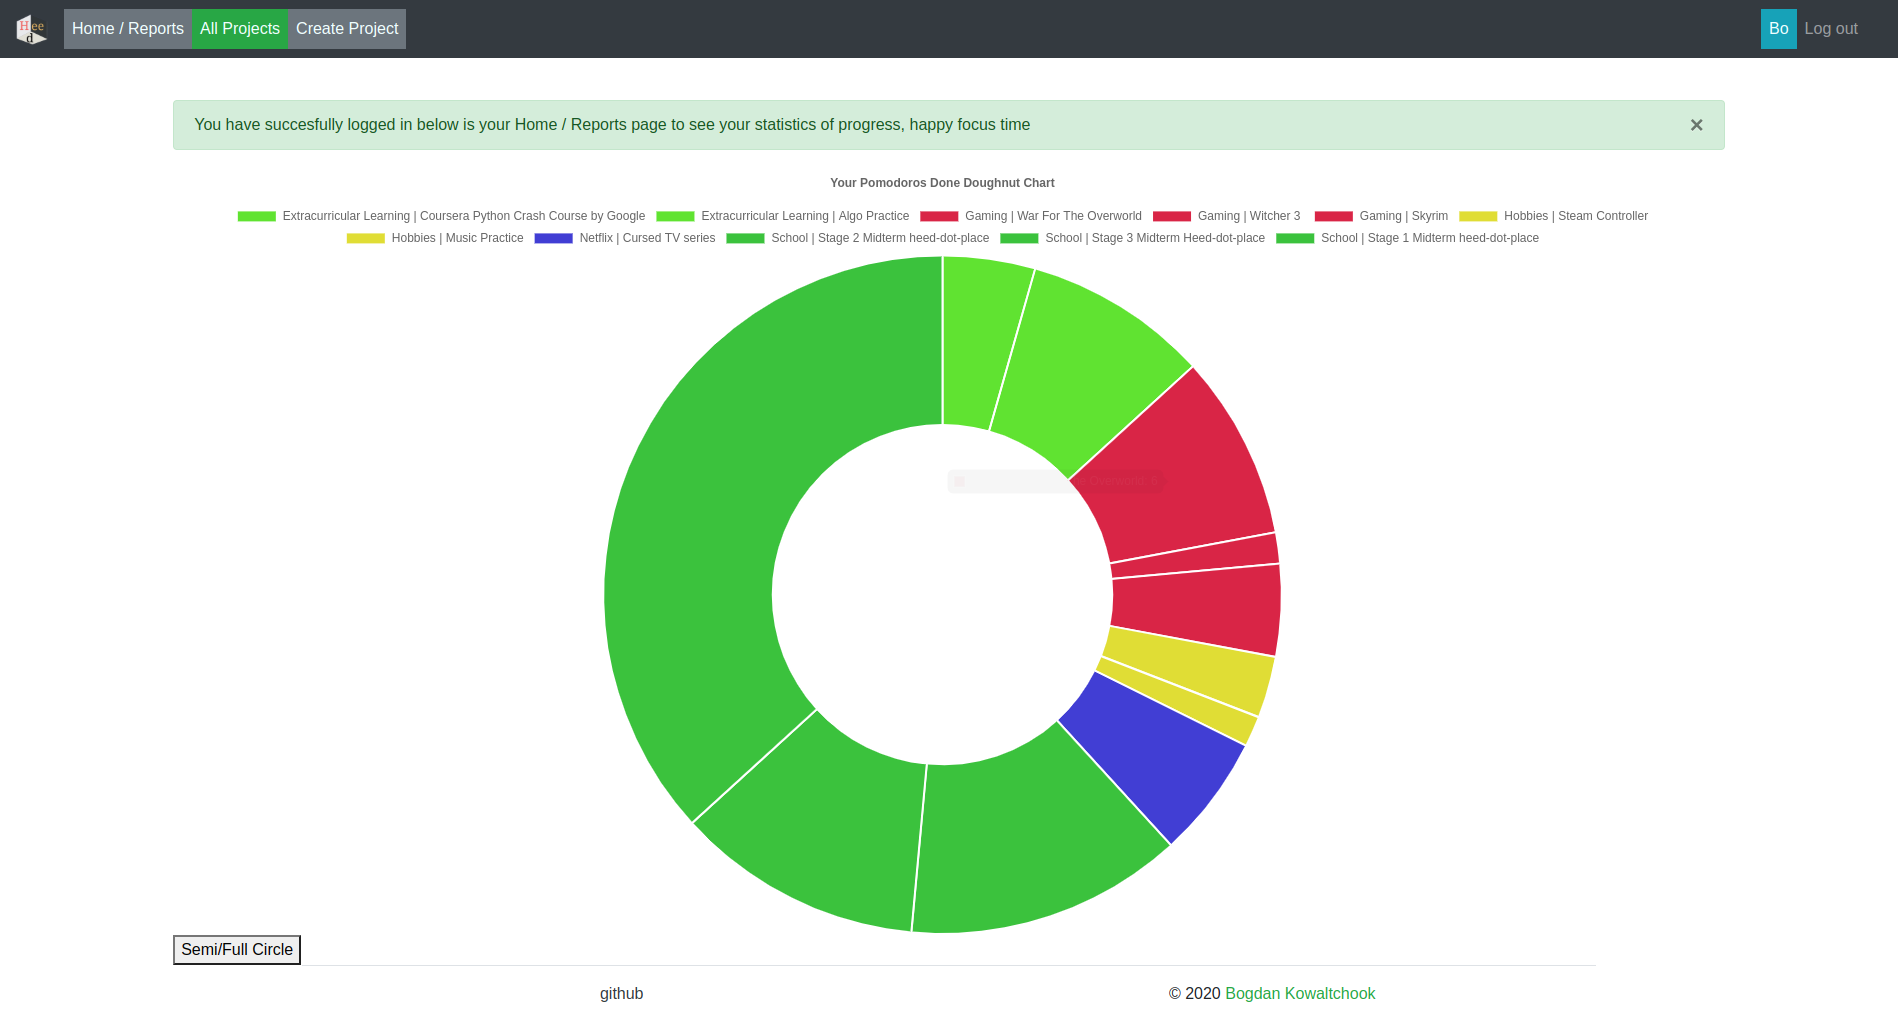 Hee
d
Home / Reports All Projects Create Project Bo Log out
You have succesfully logged in below is your Home / Reports page to see your statistics of progress, happy focus time ×
Your Pomodoros Done Doughnut Chart
Extracurricular Learning | Coursera Python Crash Course by Google Extracurricular Learning | Algo Practice Gaming | War For The Overworld Gaming | Witcher 3 Gaming | Skyrim Hobbies | Steam Controller
Hobbies | Music Practice Netflix | Cursed TV series School | Stage 2 Midterm heed-dot-place School | Stage 3 Midterm Heed-dot-place School | Stage 1 Midterm heed-dot-place
Overworld: 6
Semi/Full Circle
github © 2020 Bogdan Kowaltchook